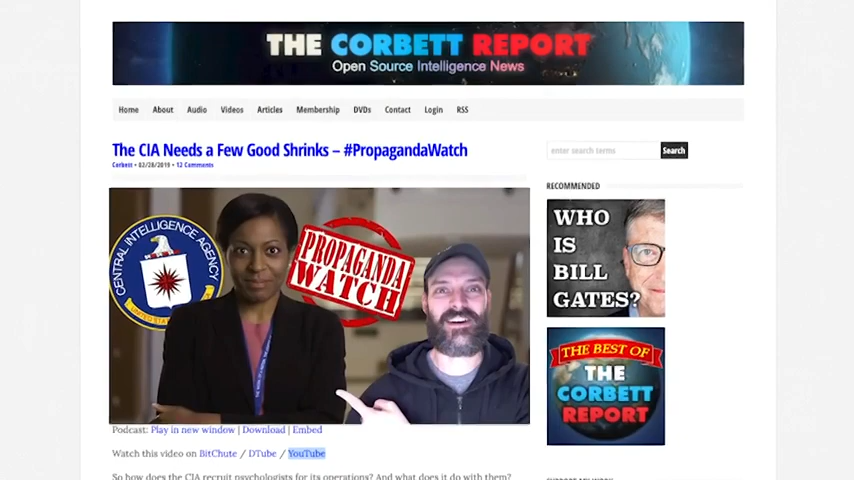 THE CORBETT REPORT
Open Source Intelligence News
Home About Audio Videos Articles Membership DVDs Contact Login RSS
The CIA Needs a Few Good Shrinks – #PropagandaWatch
Corbett • 02/28/2019 • 12 Comments
enter search terms Search
RECOMMENDED
CENTRAL INTELLIGENCE AGENCY
UNITED STA
PROPAGANDA
WATCH
WHO
IS
BILL
GATES?
THE BEST OF
THE
CORBETT
REPORT
Podcast: Play in new window | Download | Embed
Watch this video on BitChute / DTube / YouTube
So how does the CIA recruit psychologists for its operations? And what does it do with them?